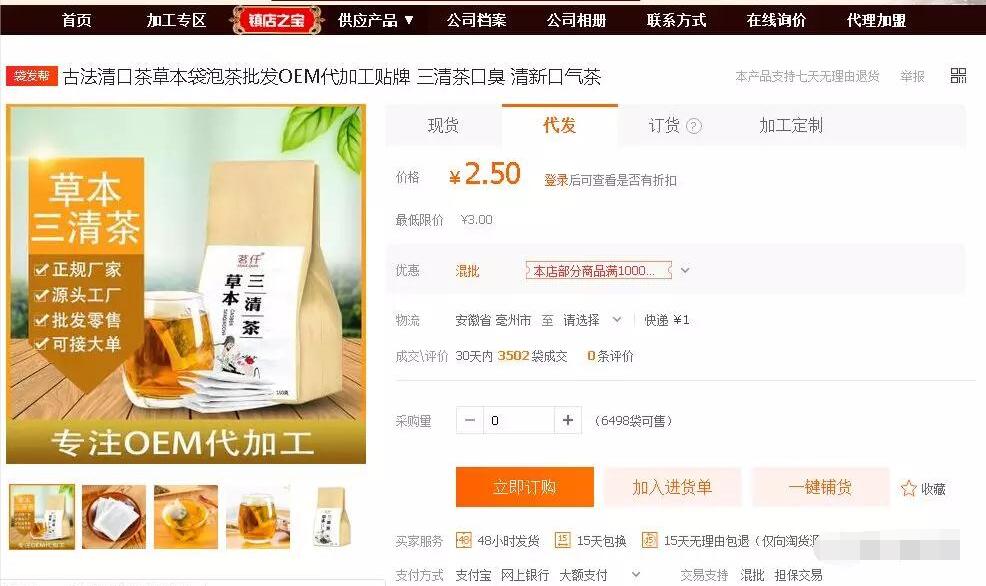 首页 加工专区 镇店之宝 供应产品 ▼ 公司档案 公司相册 联系方式 在线询价 代理加盟
袋发帮 古法清口茶草本袋泡茶批发OEM代加工贴牌 三清茶口臭 清新口气茶 本产品支持七天无理由退货 举报
现货 代发 订货 ? 加工定制
价格 ¥2.50 登录后可查看是否有折扣
最低限价 ¥3.00
优惠 混批 本店部分商品满1000...
物流 安徽省 亳州市 至 请选择 快递 ¥1
成交\评价 30天内 3502 袋成交 0 条评价
采购量 − 0 + (6498袋可售)
立即订购 加入进货单 一键铺货 收藏
买家服务 48 48小时发货 15 15天包换 15天无理由包退(仅向淘货
支付方式 支付宝 网上银行 大额支付 交易支持 混批 担保交易
草本
三清茶
正规厂家
源头工厂
批发零售
可接大单
茗仟
草本
三清茶
150克
专注OEM代加工